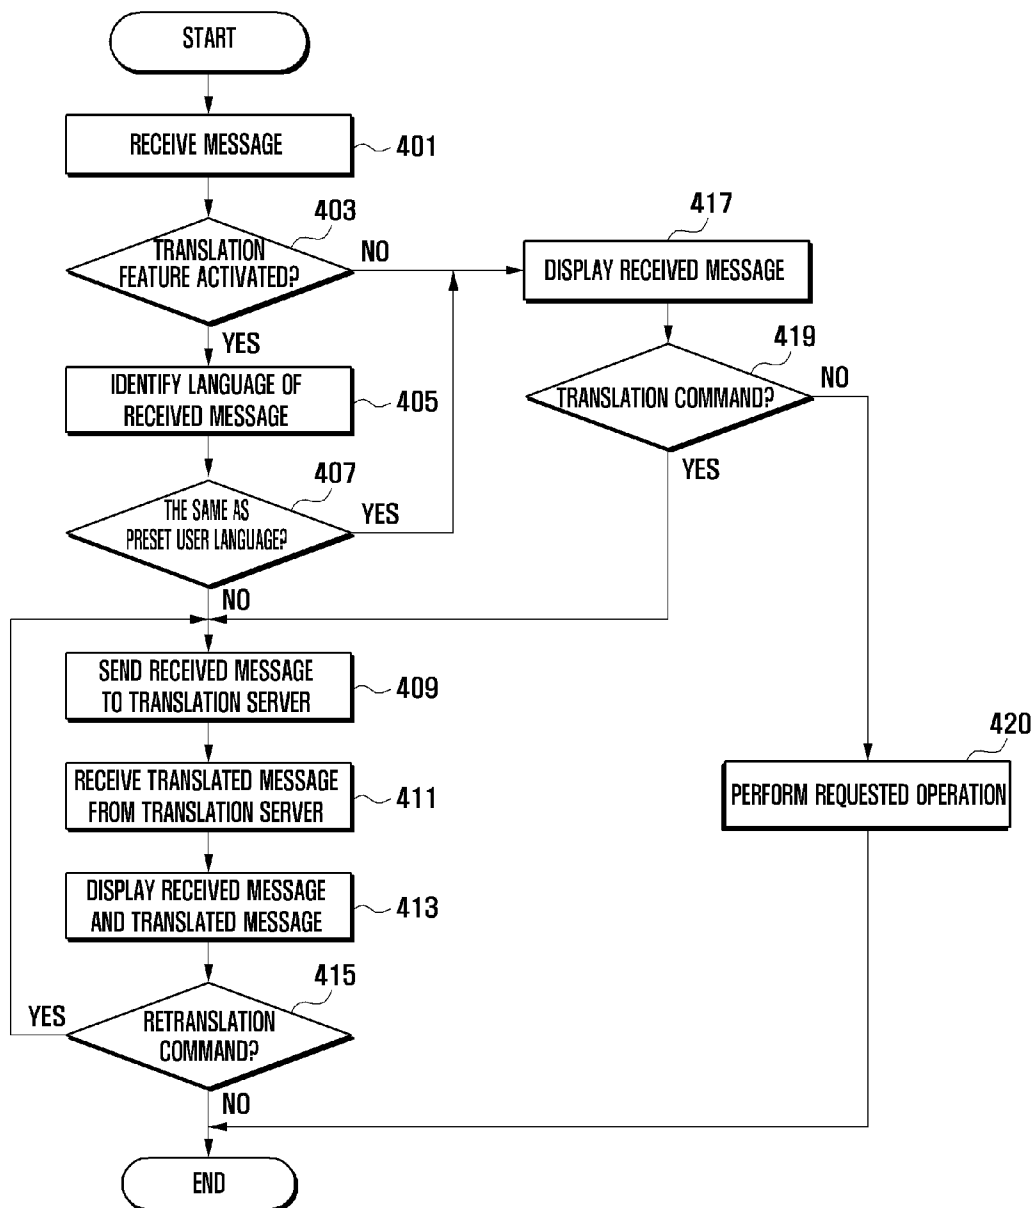 START
RECEIVE MESSAGE
401
403
TRANSLATION
FEATURE ACTIVATED?
NO
YES
IDENTIFY LANGUAGE OF
RECEIVED MESSAGE
405
407
THE SAME AS
PRESET USER LANGUAGE?
YES
NO
SEND RECEIVED MESSAGE
TO TRANSLATION SERVER
409
RECEIVE TRANSLATED MESSAGE
FROM TRANSLATION SERVER
411
DISPLAY RECEIVED MESSAGE
AND TRANSLATED MESSAGE
413
415
RETRANSLATION
COMMAND?
YES
NO
END
417
DISPLAY RECEIVED MESSAGE
419
TRANSLATION COMMAND?
NO
YES
420
PERFORM REQUESTED OPERATION